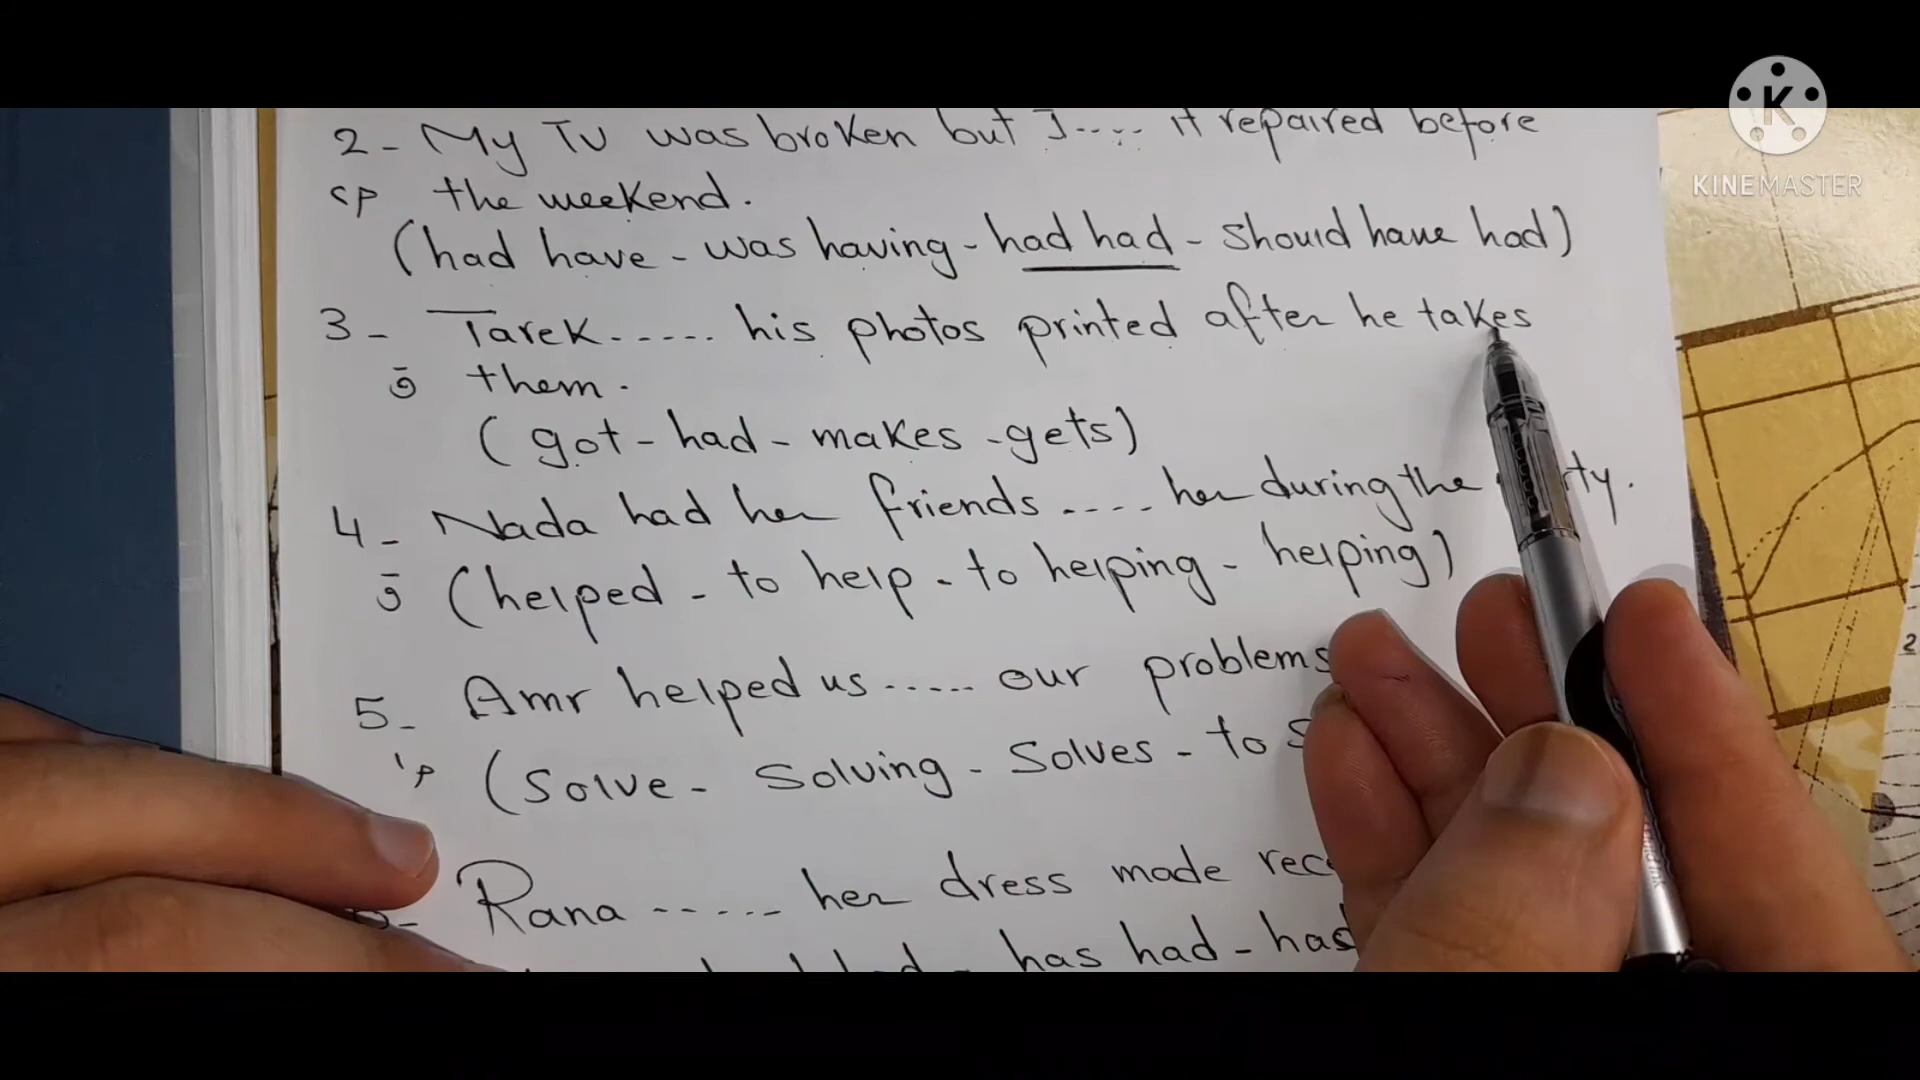 K
KINEMASTER
2- My TV was broken but I.... it repaired before
the weekend.
(had have - was having - had had - should have had)
3- Tarek...... his photos printed after he takes
them.
(got - had - makes - gets)
4- Nada had her friends .... her during the
(helped - to help - to helping - helping)
5- Amr helped us ..... our problems
(Solve - Solving - Solves - to
Rana ...... her dress made
has had - has
2